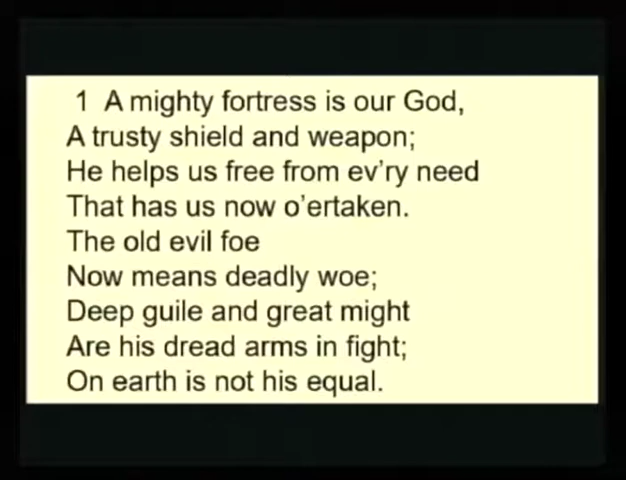 1 A mighty fortress is our God,
A trusty shield and weapon;
He helps us free from ev'ry need
That has us now o'ertaken.
The old evil foe
Now means deadly woe;
Deep guile and great might
Are his dread arms in fight;
On earth is not his equal.